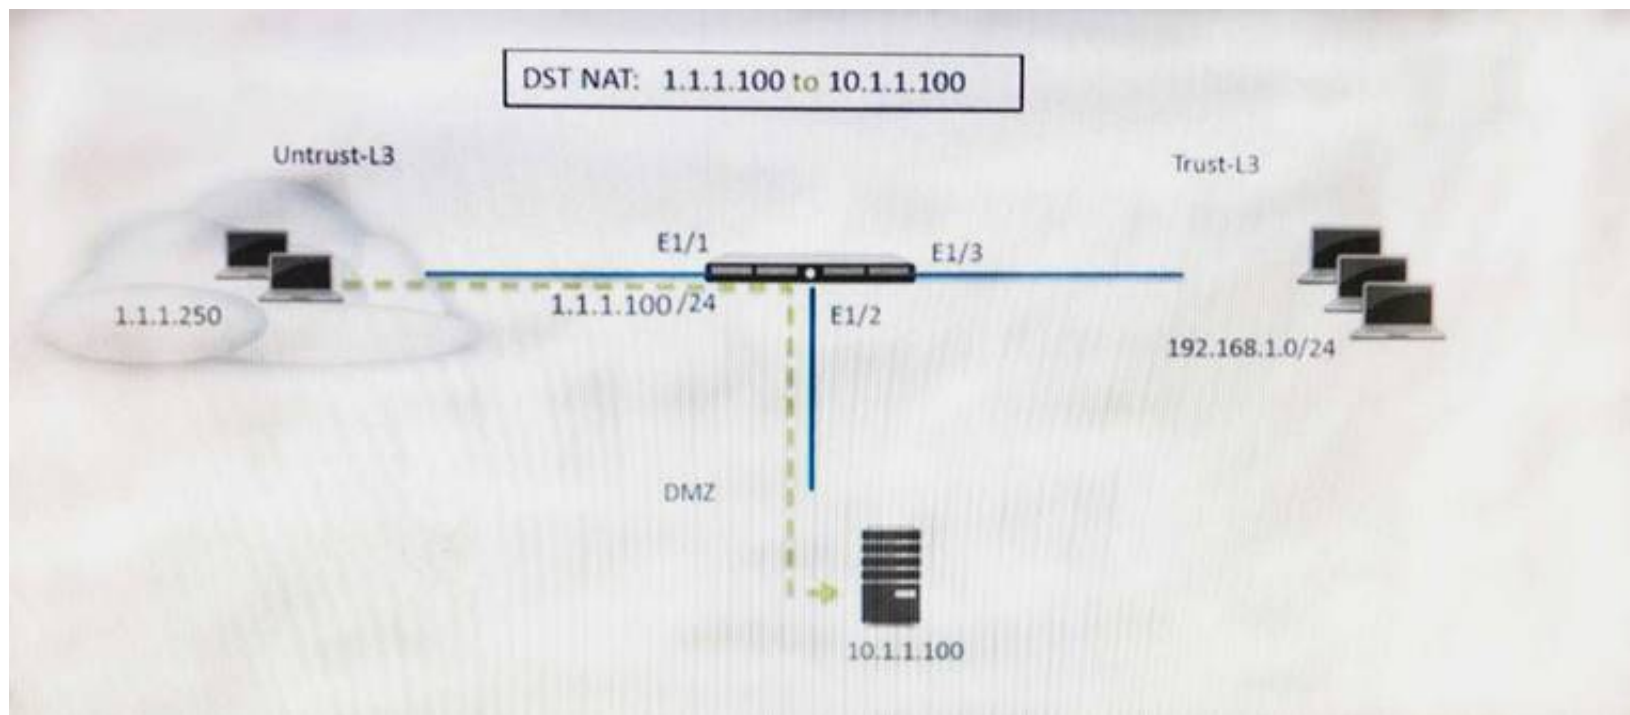 DST NAT: 1.1.1.100 to 10.1.1.100
Untrust-L3
Trust-L3
E1/1
E1/3
1.1.1.250
1.1.1.100/24
E1/2
192.168.1.0/24
DMZ
10.1.1.100